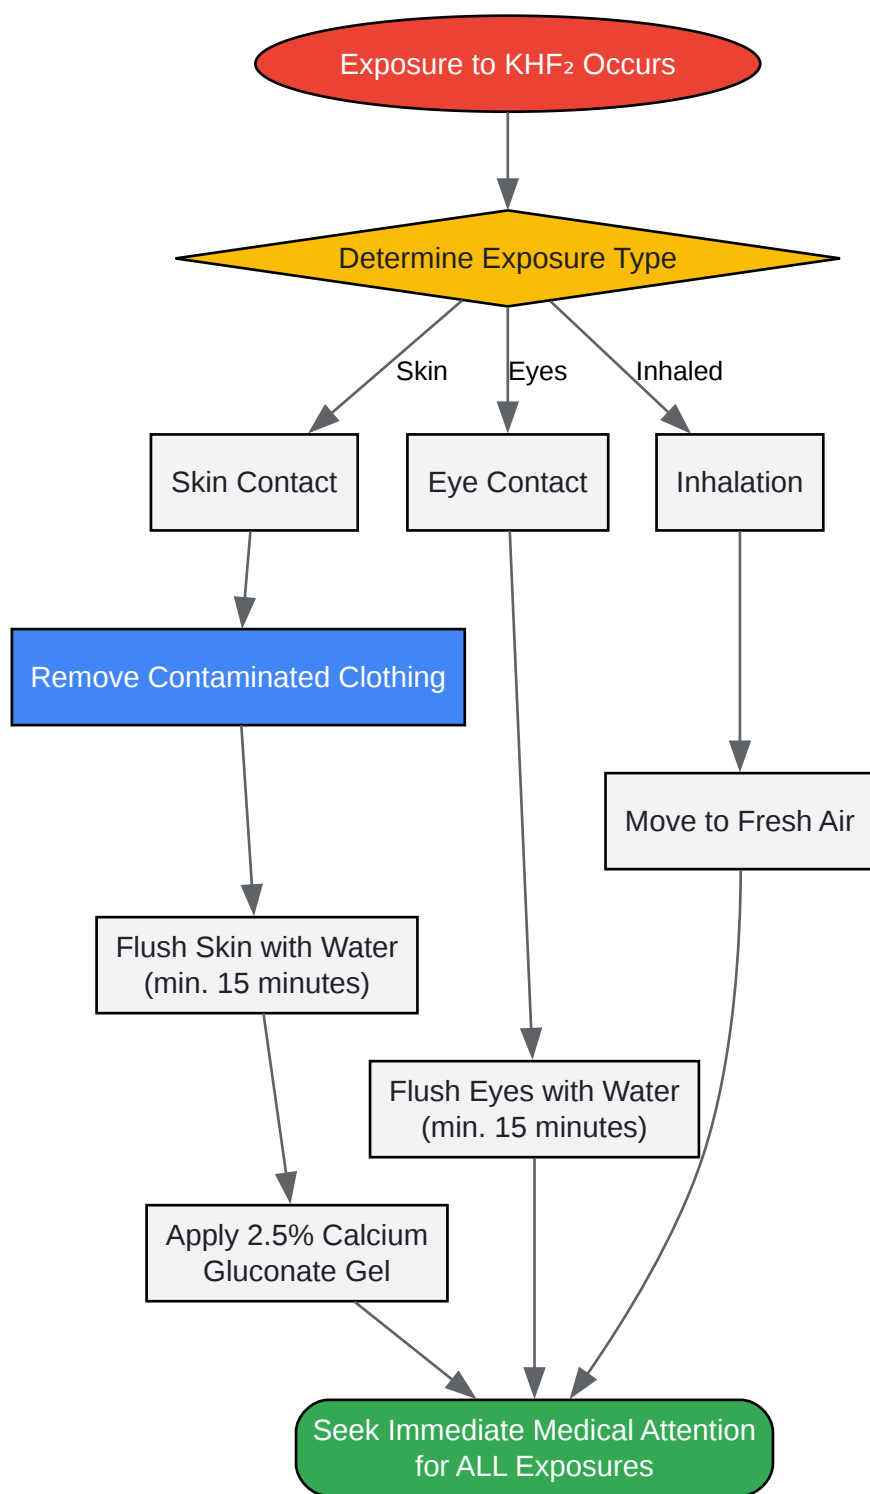 Exposure to KHF₂ Occurs
Determine Exposure Type
Skin
Eyes
Inhaled
Skin Contact
Eye Contact
Inhalation
Remove Contaminated Clothing
Move to Fresh Air
Flush Skin with Water
(min. 15 minutes)
Flush Eyes with Water
(min. 15 minutes)
Apply 2.5% Calcium
Gluconate Gel
Seek Immediate Medical Attention
for ALL Exposures